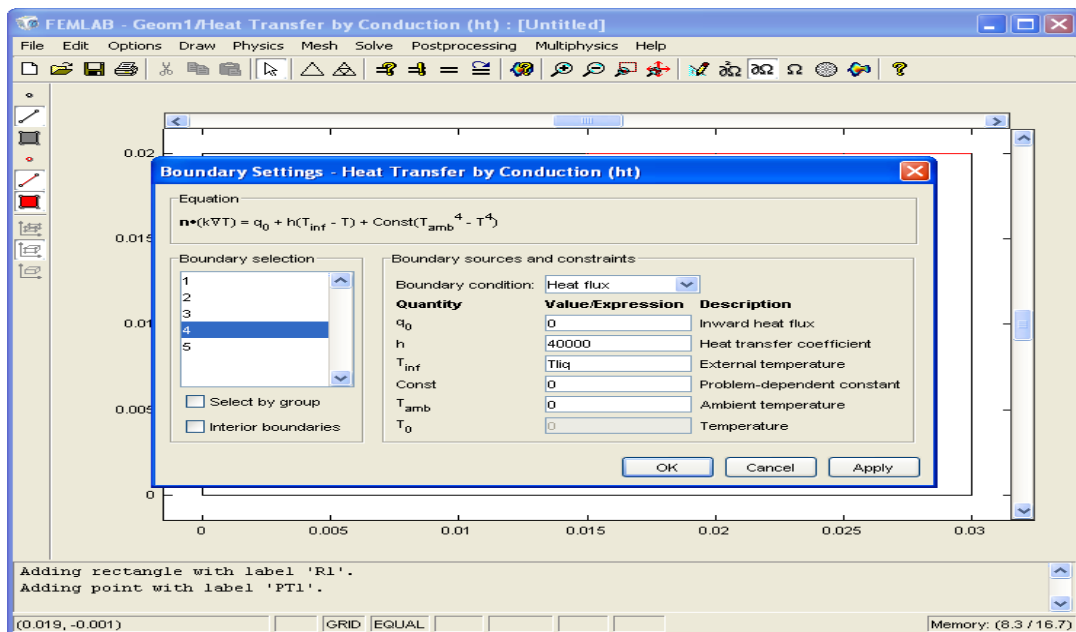 FEMLAB - Geom1/Heat Transfer by Conduction (ht) : [Untitled]
File Edit Options Draw Physics Mesh Solve Postprocessing Multiphysics Help
∂Ω Ω ?
0.02
0.015
0.01
0.005
0
0 0.005 0.01 0.015 0.02 0.025 0.03
Boundary Settings - Heat Transfer by Conduction (ht)
Equation
n•(k∇T) = q0 + h(Tinf - T) + Const(Tamb^4 - T^4)
Boundary selection
1
2
3
4
5
Select by group
Interior boundaries
Boundary sources and constraints
Boundary condition: Heat flux
Quantity Value/Expression Description
q0 0 Inward heat flux
h 40000 Heat transfer coefficient
Tinf Tliq External temperature
Const 0 Problem-dependent constant
Tamb 0 Ambient temperature
T0 0 Temperature
OK Cancel Apply
Adding rectangle with label 'R1'.
Adding point with label 'PT1'.
(0.019, -0.001) GRID EQUAL Memory: (8.3 / 16.7)